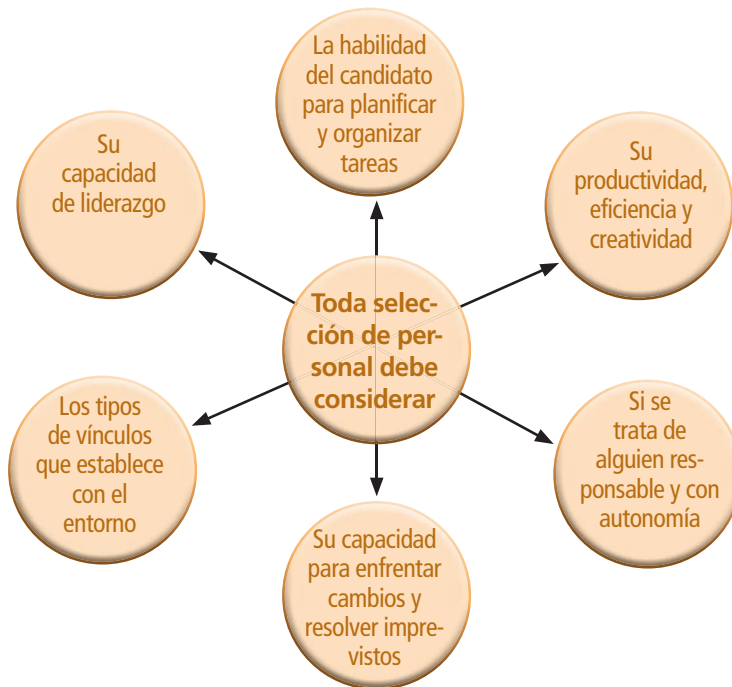 La habilidad
del candidato
para planificar
y organizar
tareas
Su
capacidad
de liderazgo
Su
productividad,
eficiencia y
creatividad
Toda selec-
ción de per-
sonal debe
considerar
Los tipos
de vínculos
que establece
con el
entorno
Si se
trata de
alguien res-
ponsable y con
autonomía
Su capacidad
para enfrentar
cambios y
resolver impre-
vistos